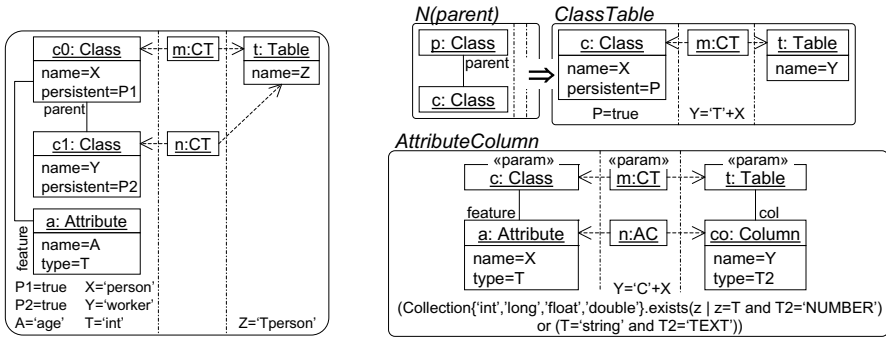 c0: Class
m:CT
t: Table
name=X
persistent=P1
name=Z
parent
c1: Class
n:CT
name=Y
persistent=P2
feature
a: Attribute
name=A
type=T
P1=true X=‘person’
P2=true Y=‘worker’
A=‘age’ T=‘int’ Z=‘Tperson’
N(parent)
p: Class
parent
c: Class
⇒
ClassTable
c: Class
m:CT
t: Table
name=X
persistent=P
name=Y
P=true Y=‘T’+X
AttributeColumn
«param» «param» «param»
c: Class
m:CT
t: Table
feature
col
a: Attribute
n:AC
co: Column
name=X
type=T
name=Y
type=T2
Y=‘C’+X
(Collection{‘int’,’long’,’float’,’double’}.exists(z | z=T and T2=‘NUMBER’)
or (T=‘string’ and T2=‘TEXT’))